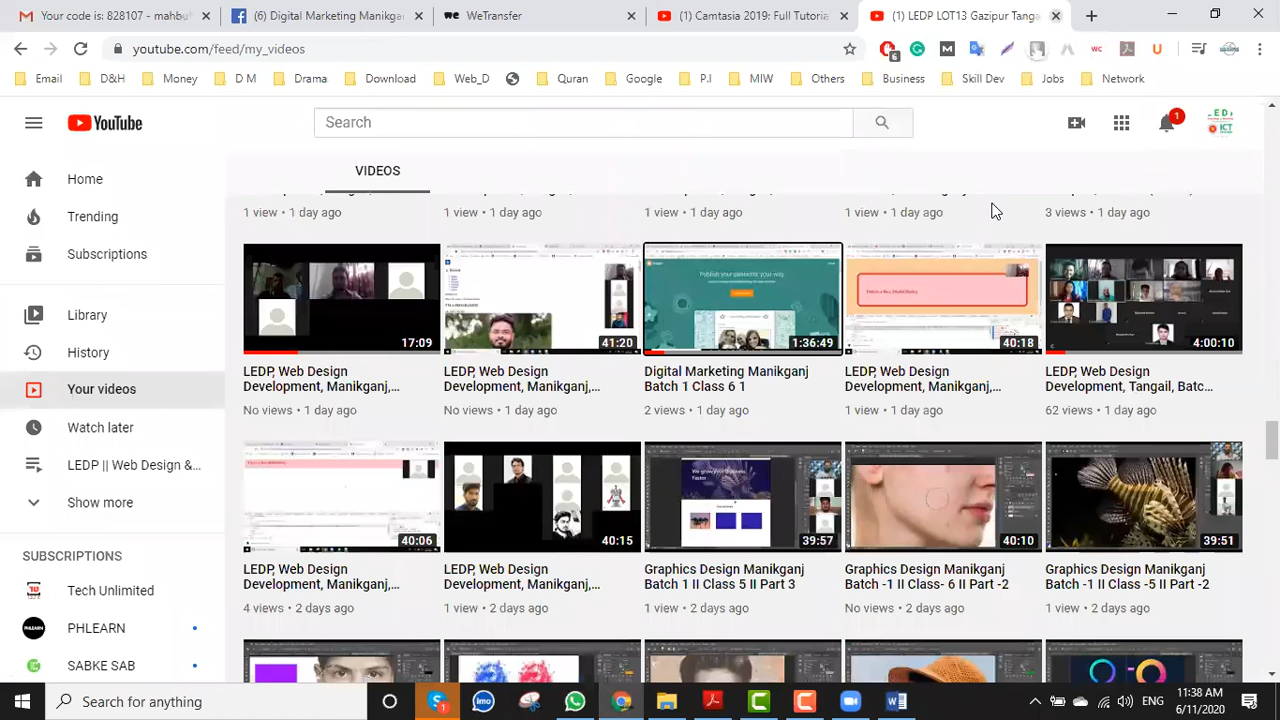 Your code is: 828107 - maruf
(6) Digital Marketing Manikganj
WeTransfer
(1) Camtasia 2019: Full Tutoria
(1) LEDP LOT13 Gazipur Tanga
youtube.com/feed/my_videos
Email D&H Money D M Drama Download Web_D Quran Google P.I MIW Others Business Skill Dev Jobs Network
YouTube
Search
1
VIDEOS
Home
Trending
Library
History
Your videos
Watch later
LEDP || Web Design &...
Show more
SUBSCRIPTIONS
Tech Unlimited
PHLEARN
SABKE SAB
1 view • 1 day ago
1 view • 1 day ago
1 view • 1 day ago
1 view • 1 day ago
3 views • 1 day ago
17:09
41:20
Publish your passions, your way
1:36:49
40:18
4:00:10
LEDP, Web Design
Development, Manikganj,...
No views • 1 day ago
LEDP, Web Design
Development, Manikganj,...
No views • 1 day ago
Digital Marketing Manikganj
Batch 1 Class 6 1
2 views • 1 day ago
LEDP, Web Design
Development, Manikganj,...
1 view • 1 day ago
LEDP, Web Design
Development, Tangail, Batc...
62 views • 1 day ago
40:06
40:15
39:57
40:10
39:51
LEDP, Web Design
Development, Manikganj,...
4 views • 2 days ago
LEDP, Web Design
Development, Manikganj,...
1 view • 2 days ago
Graphics Design Manikganj
Batch 1 II Class 5 II Part 3
1 view • 2 days ago
Graphics Design Manikganj
Batch -1 II Class- 6 II Part -2
No views • 2 days ago
Graphics Design Manikganj
Batch -1 II Class -5 II Part -2
1 view • 2 days ago
Search for anything
ENG
11:38 AM
6/11/2020